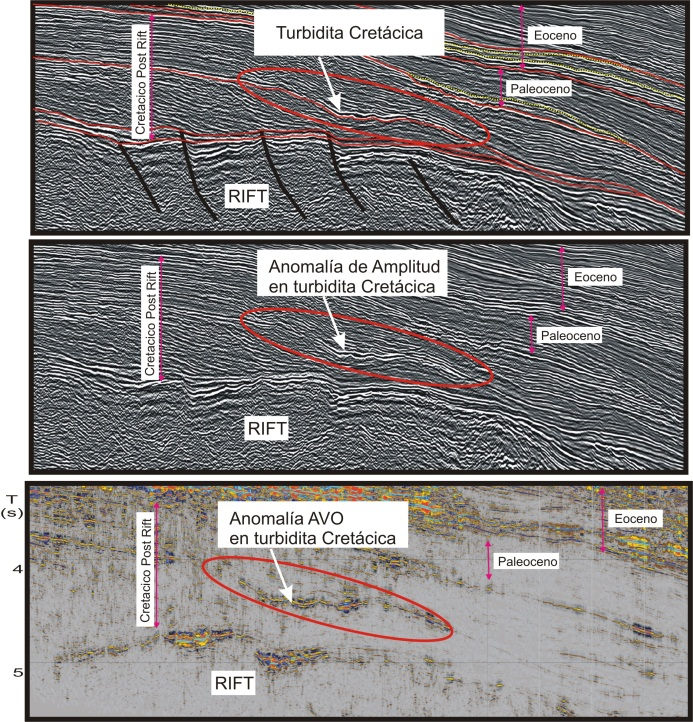 Turbidita Cretácica
Eoceno
Paleoceno
Cretacico Post Rift
RIFT
Anomalía de Amplitud
en turbidita Cretácica
Eoceno
Paleoceno
Cretacico Post Rift
RIFT
T
(s)
Anomalía AVO
en turbidita Cretácica
Eoceno
Paleoceno
Cretacico Post Rift
4
5
RIFT